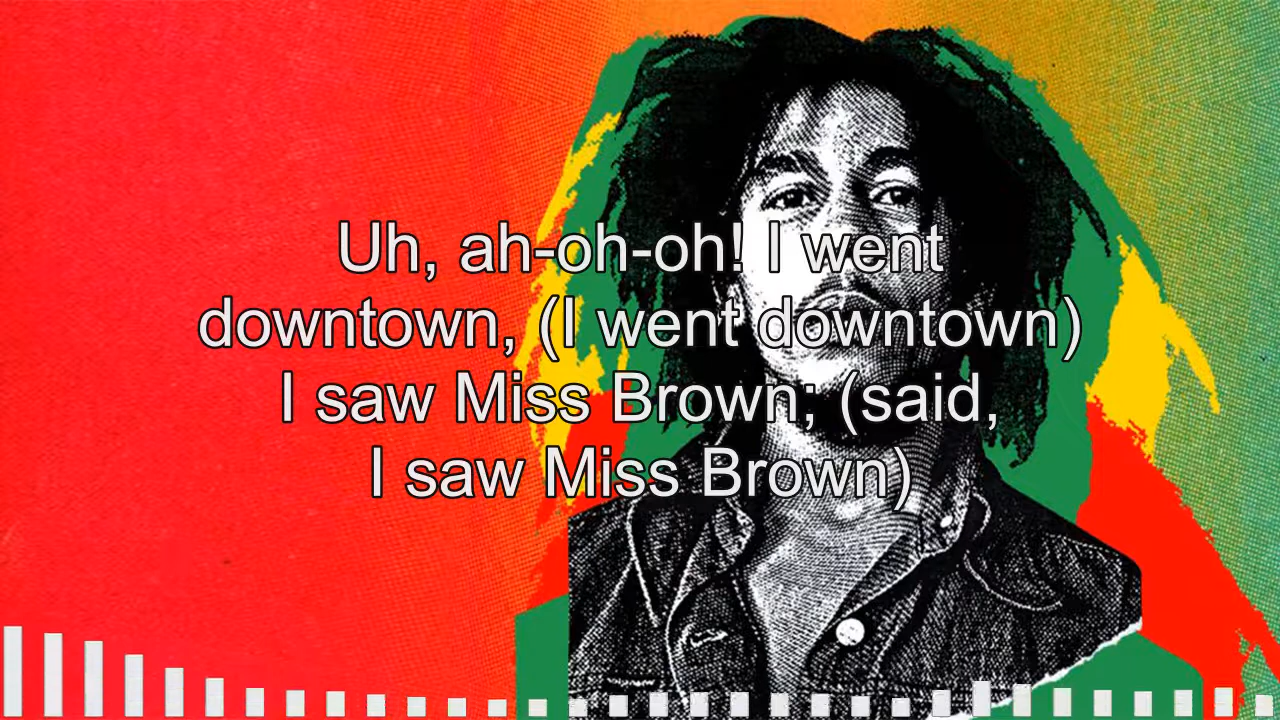 Uh, ah-oh-oh! I went
downtown, (I went downtown)
I saw Miss Brown; (said,
I saw Miss Brown)